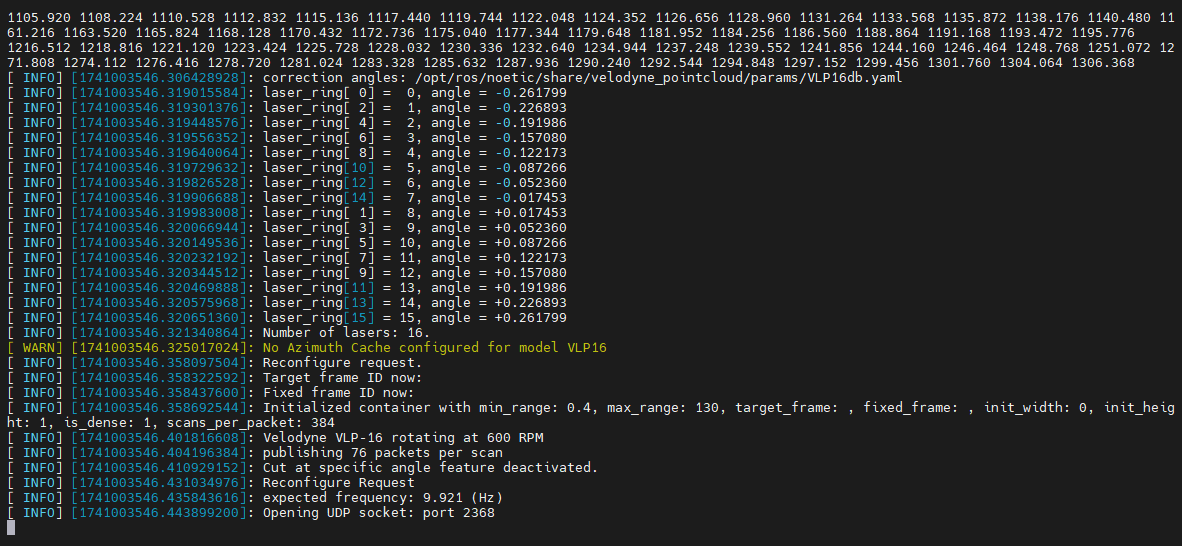 1105.920 1108.224 1110.528 1112.832 1115.136 1117.440 1119.744 1122.048 1124.352 1126.656 1128.960 1131.264 1133.568 1135.872 1138.176 1140.480 11
61.216 1163.520 1165.824 1168.128 1170.432 1172.736 1175.040 1177.344 1179.648 1181.952 1184.256 1186.560 1188.864 1191.168 1193.472 1195.776
1216.512 1218.816 1221.120 1223.424 1225.728 1228.032 1230.336 1232.640 1234.944 1237.248 1239.552 1241.856 1244.160 1246.464 1248.768 1251.072 12
71.808 1274.112 1276.416 1278.720 1281.024 1283.328 1285.632 1287.936 1290.240 1292.544 1294.848 1297.152 1299.456 1301.760 1304.064 1306.368
[ INFO] [1741003546.306428928]: correction angles: /opt/ros/noetic/share/velodyne_pointcloud/params/VLP16db.yaml
[ INFO] [1741003546.319015584]: laser_ring[ 0] =  0, angle = -0.261799
[ INFO] [1741003546.319301376]: laser_ring[ 2] =  1, angle = -0.226893
[ INFO] [1741003546.319448576]: laser_ring[ 4] =  2, angle = -0.191986
[ INFO] [1741003546.319556352]: laser_ring[ 6] =  3, angle = -0.157080
[ INFO] [1741003546.319640064]: laser_ring[ 8] =  4, angle = -0.122173
[ INFO] [1741003546.319729632]: laser_ring[10] =  5, angle = -0.087266
[ INFO] [1741003546.319826528]: laser_ring[12] =  6, angle = -0.052360
[ INFO] [1741003546.319906688]: laser_ring[14] =  7, angle = -0.017453
[ INFO] [1741003546.319983008]: laser_ring[ 1] =  8, angle = +0.017453
[ INFO] [1741003546.320066944]: laser_ring[ 3] =  9, angle = +0.052360
[ INFO] [1741003546.320149536]: laser_ring[ 5] = 10, angle = +0.087266
[ INFO] [1741003546.320232192]: laser_ring[ 7] = 11, angle = +0.122173
[ INFO] [1741003546.320344512]: laser_ring[ 9] = 12, angle = +0.157080
[ INFO] [1741003546.320469888]: laser_ring[11] = 13, angle = +0.191986
[ INFO] [1741003546.320575968]: laser_ring[13] = 14, angle = +0.226893
[ INFO] [1741003546.320651360]: laser_ring[15] = 15, angle = +0.261799
[ INFO] [1741003546.321340864]: Number of lasers: 16.
[ WARN] [1741003546.325017024]: No Azimuth Cache configured for model VLP16
[ INFO] [1741003546.358097504]: Reconfigure request.
[ INFO] [1741003546.358322592]: Target frame ID now:
[ INFO] [1741003546.358437600]: Fixed frame ID now:
[ INFO] [1741003546.358692544]: Initialized container with min_range: 0.4, max_range: 130, target_frame: , fixed_frame: , init_width: 0, init_heig
ht: 1, is_dense: 1, scans_per_packet: 384
[ INFO] [1741003546.401816608]: Velodyne VLP-16 rotating at 600 RPM
[ INFO] [1741003546.404196384]: publishing 76 packets per scan
[ INFO] [1741003546.410929152]: Cut at specific angle feature deactivated.
[ INFO] [1741003546.431034976]: Reconfigure Request
[ INFO] [1741003546.435843616]: expected frequency: 9.921 (Hz)
[ INFO] [1741003546.443899200]: Opening UDP socket: port 2368